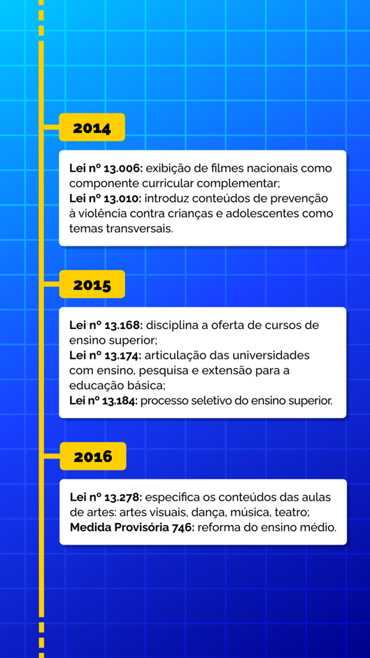 2014
Lei nº 13.006: exibição de filmes nacionais como
componente curricular complementar;
Lei nº 13.010: introduz conteúdos de prevenção
à violência contra crianças e adolescentes como
temas transversais.
2015
Lei nº 13.168: disciplina a oferta de cursos de
ensino superior;
Lei nº 13.174: articulação das universidades
com ensino, pesquisa e extensão para a
educação básica;
Lei nº 13.184: processo seletivo do ensino superior.
2016
Lei nº 13.278: especifica os conteúdos das aulas
de artes: artes visuais, dança, música, teatro;
Medida Provisória 746: reforma do ensino médio.